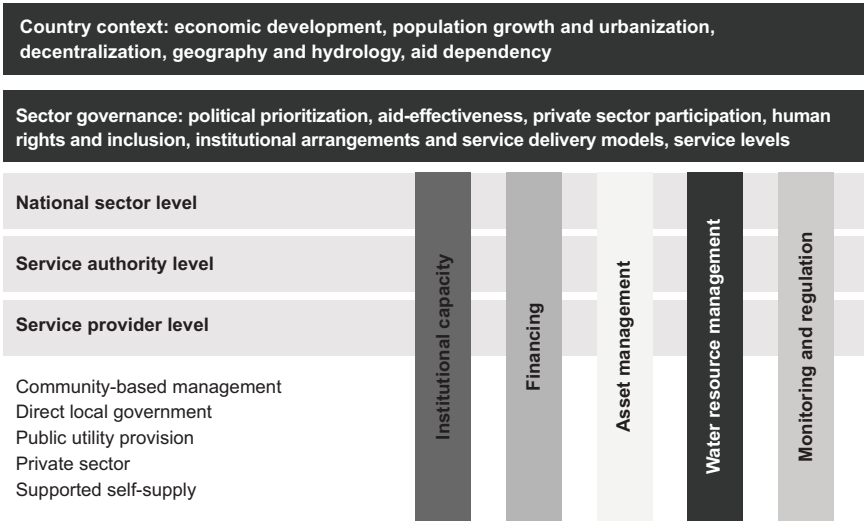 Country context: economic development, population growth and urbanization,
decentralization, geography and hydrology, aid dependency
Sector governance: political prioritization, aid-effectiveness, private sector participation, human
rights and inclusion, institutional arrangements and service delivery models, service levels
National sector level
Service authority level
Service provider level
Community-based management
Direct local government
Public utility provision
Private sector
Supported self-supply
Institutional capacity
Financing
Asset management
Water resource management
Monitoring and regulation